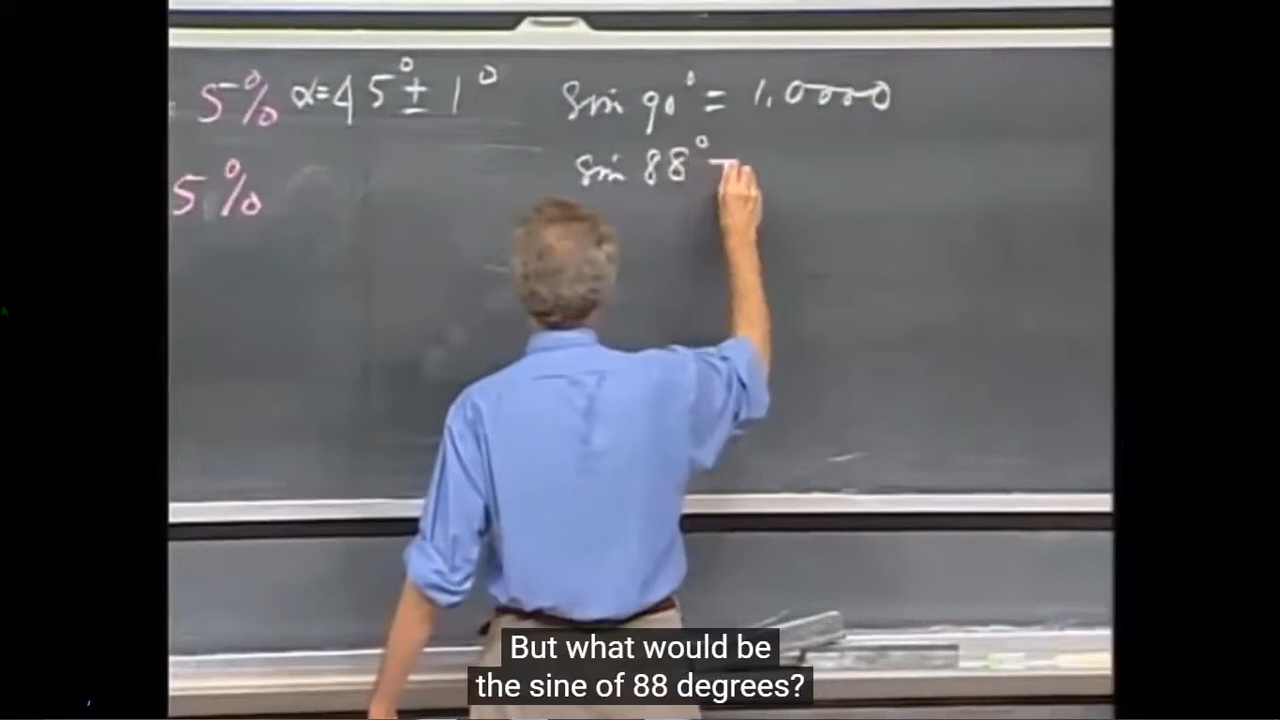 5% α=45°±1°
sin 90° = 1.0000
5%
sin 88°
But what would be
the sine of 88 degrees?